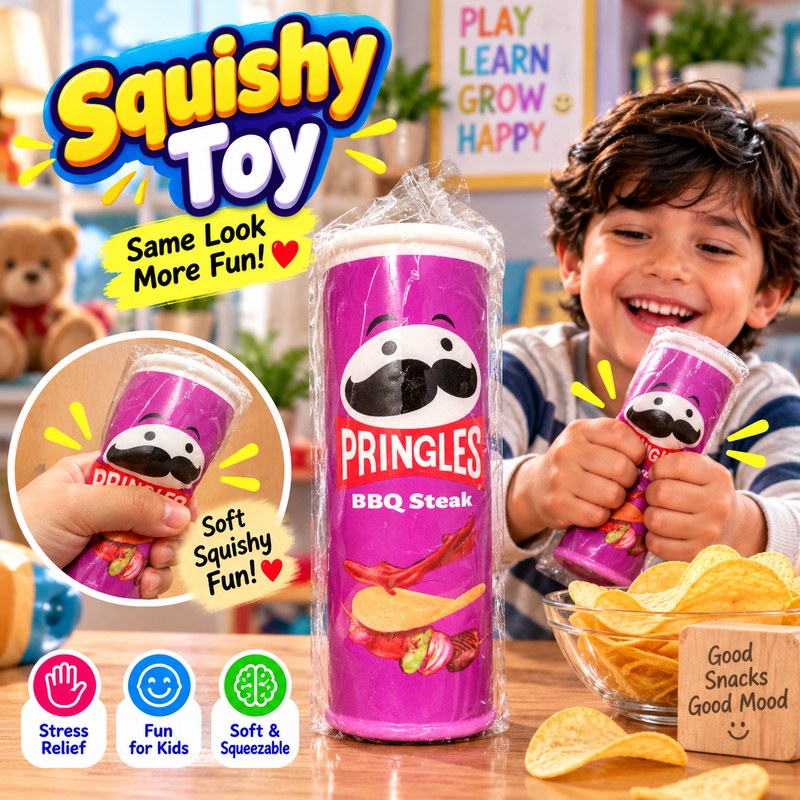 Squishy
Toy
Same Look
More Fun!
PLAY
LEARN
GROW
HAPPY
PRINGLES
BBQ Steak
PRINGLES
Soft
Squishy
Fun!
Stress
Relief
Fun
for Kids
Soft &
Squeezable
Good
Snacks
Good Mood